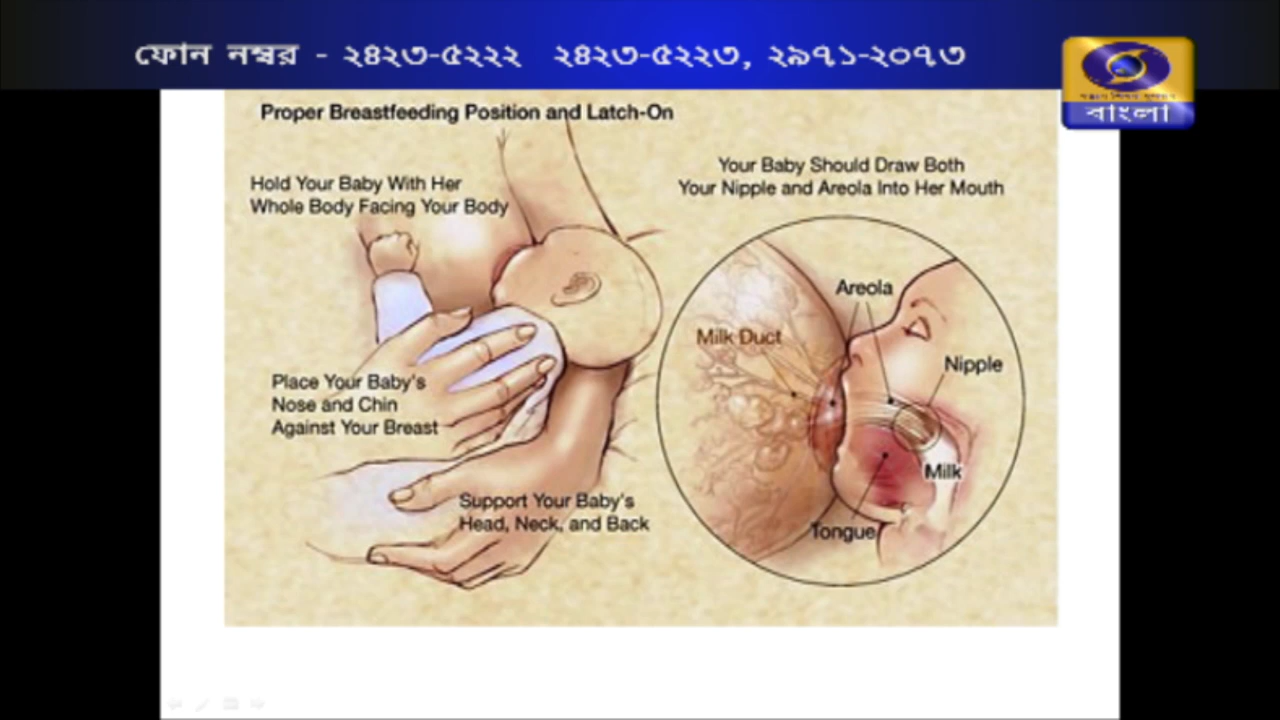 ফোন নম্বর - ২৪২৩-৫২২২ ২৪২৩-৫২২৩, ২৯৭১-২০৭৩
বাংলা
Proper Breastfeeding Position and Latch-On
Hold Your Baby With Her
Whole Body Facing Your Body
Your Baby Should Draw Both
Your Nipple and Areola Into Her Mouth
Areola
Milk Duct
Nipple
Place Your Baby's
Nose and Chin
Against Your Breast
Milk
Support Your Baby's
Head, Neck, and Back
Tongue